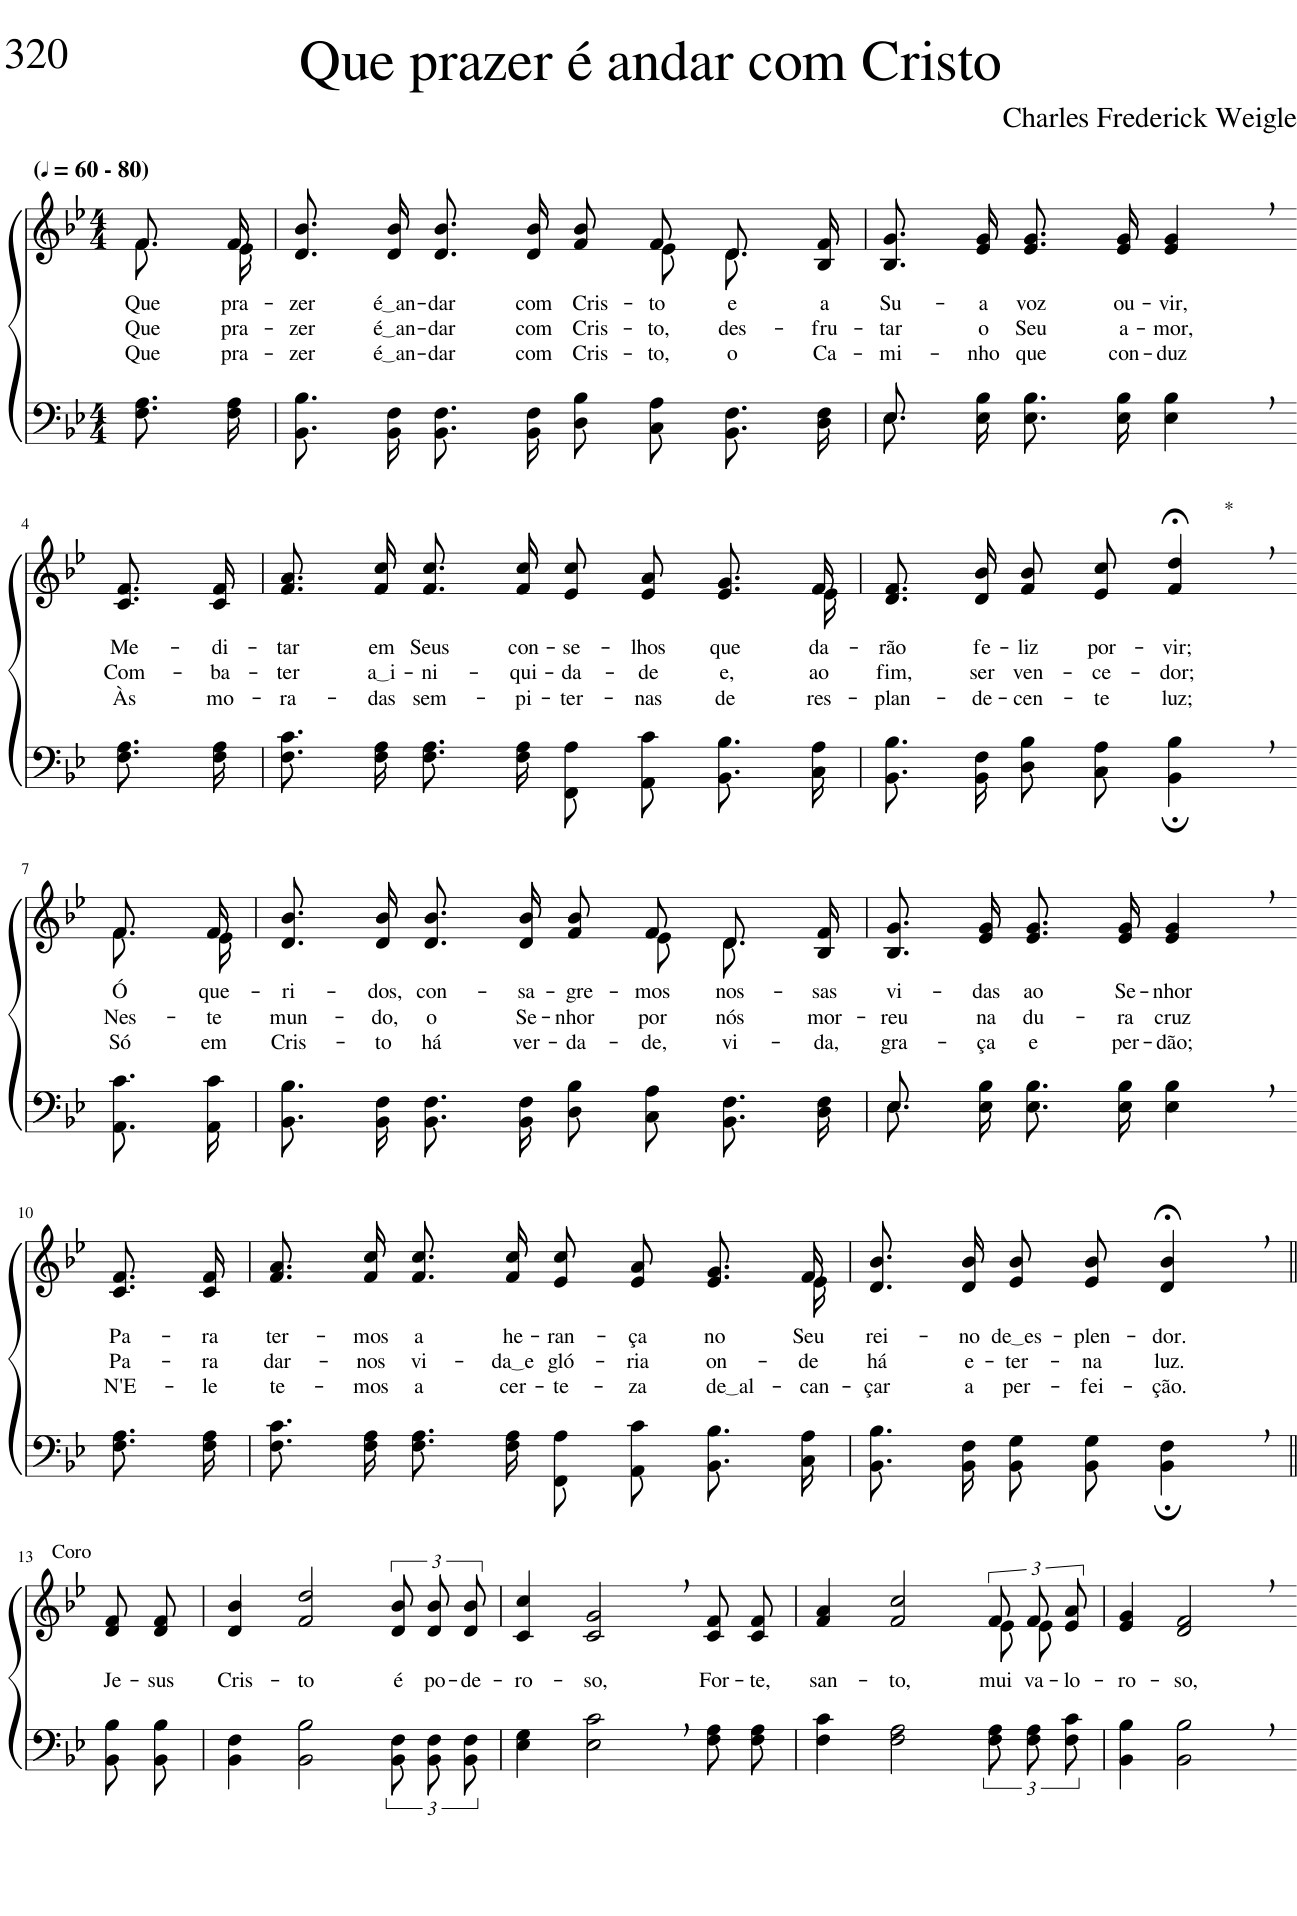 320
Que prazer é andar com Cristo
Charles Frederick Weigle
(♩ = 60 - 80)
Que pra - zer é‿an - dar com Cris - to e a Su - a voz ou - vir,
Que pra - zer é‿an - dar com Cris - to, des - fru - tar o Seu a - mor,
Que pra - zer é‿an - dar com Cris - to, o Ca - mi - nho que con - duz
4
*
Me - di - tar em Seus con - se - lhos que da - rão fe - liz por - vir;
Com - ba - ter a‿i - ni - qui - da - de e, ao fim, ser ven - ce - dor;
Às mo - ra - das sem - pi - ter - nas de res - plan - de - cen - te luz;
7
Ó que - ri - dos, con - sa - gre - mos nos - sas vi - das ao Se - nhor
Nes - te mun - do, o Se - nhor por nós mor - reu na du - ra cruz
Só em Cris - to há ver - da - de, vi - da, gra - ça e per - dão;
10
Pa - ra ter - mos a he - ran - ça no Seu rei - no de‿es - plen - dor.
Pa - ra dar - nos vi - da‿e gló - ria on - de há e - ter - na luz.
N'E - le te - mos a cer - te - za de‿al - can - çar a per - fei - ção.
13 Coro
3 3
Je - sus Cris - to é po - de - ro - so, For - te, san - to, mui va - lo - ro - so,
3 3